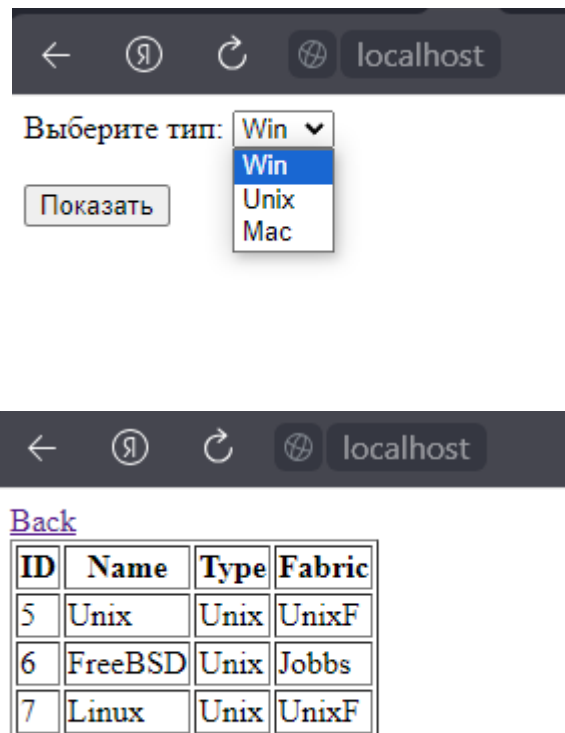 Я localhost
Выберите тип: Win
Win
Unix
Mac
Показать
Я localhost
Back
ID Name Type Fabric
5 Unix Unix UnixF
6 FreeBSD Unix Jobbs
7 Linux Unix UnixF